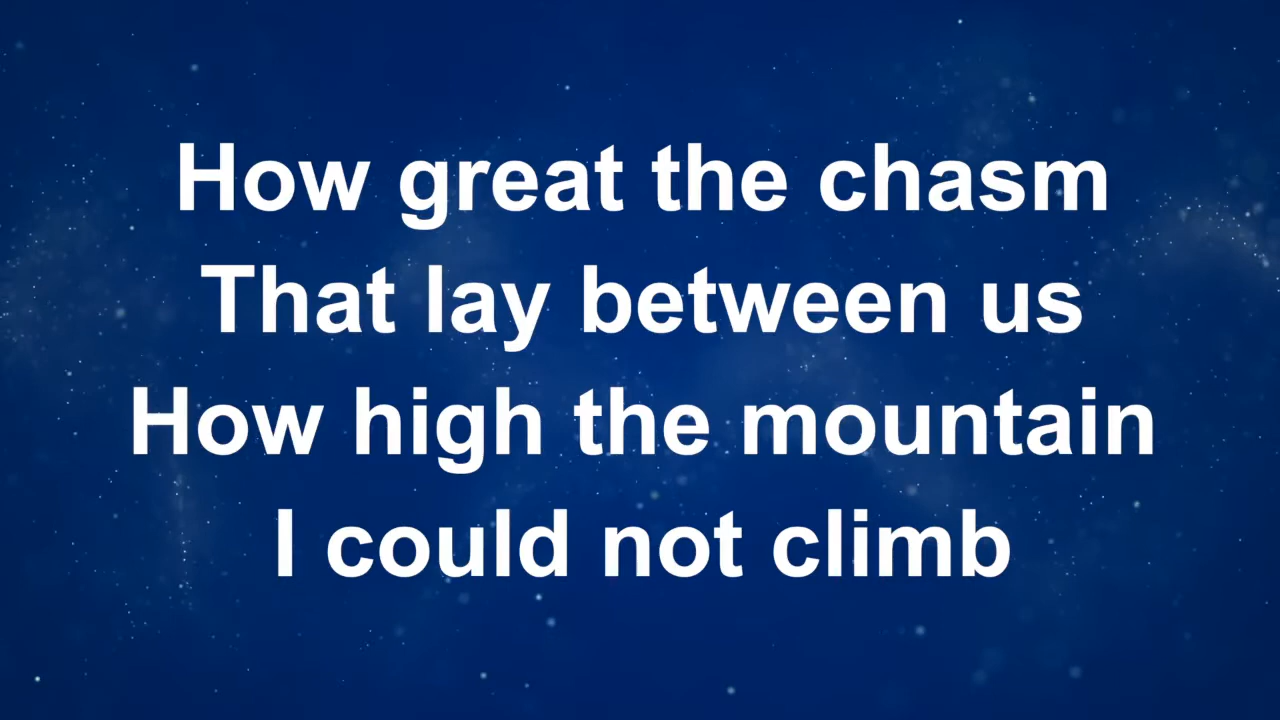 How great the chasm
That lay between us
How high the mountain
I could not climb